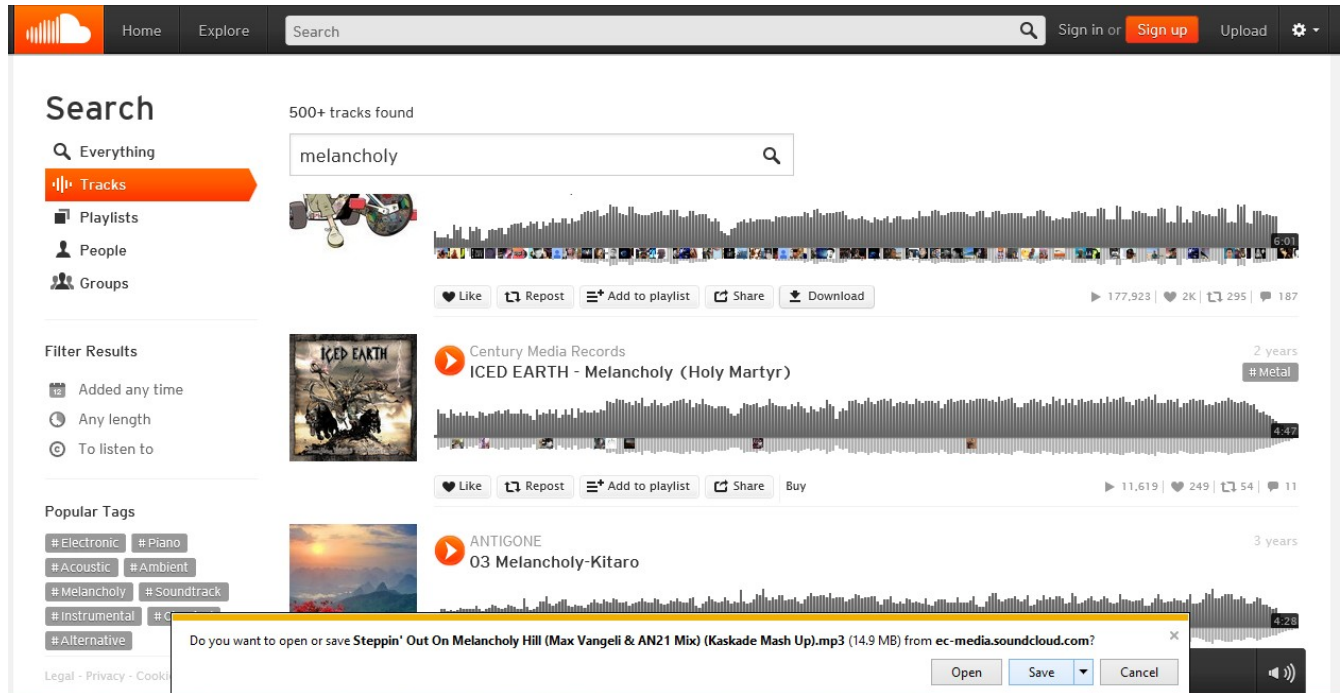 Home Explore Search Sign in or Sign up Upload
Search
Everything
Tracks
Playlists
People
Groups
Filter Results
12 Added any time
Any length
© To listen to
Popular Tags
# Electronic # Piano
# Acoustic # Ambient
# Melancholy # Soundtrack
# Instrumental
# Alternative
Legal - Privacy - Cooki
500+ tracks found
melancholy
6:01
Like Repost Add to playlist Share Download 177,923 | 2K | 295 | 187
ICED EARTH
Century Media Records 2 years
ICED EARTH - Melancholy (Holy Martyr) # Metal
4:47
Like Repost Add to playlist Share Buy 11,619 | 249 | 54 | 11
ANTIGONE 3 years
03 Melancholy-Kitaro
4:28
Do you want to open or save Steppin' Out On Melancholy Hill (Max Vangeli & AN21 Mix) (Kaskade Mash Up).mp3 (14.9 MB) from ec-media.soundcloud.com?
Open Save Cancel